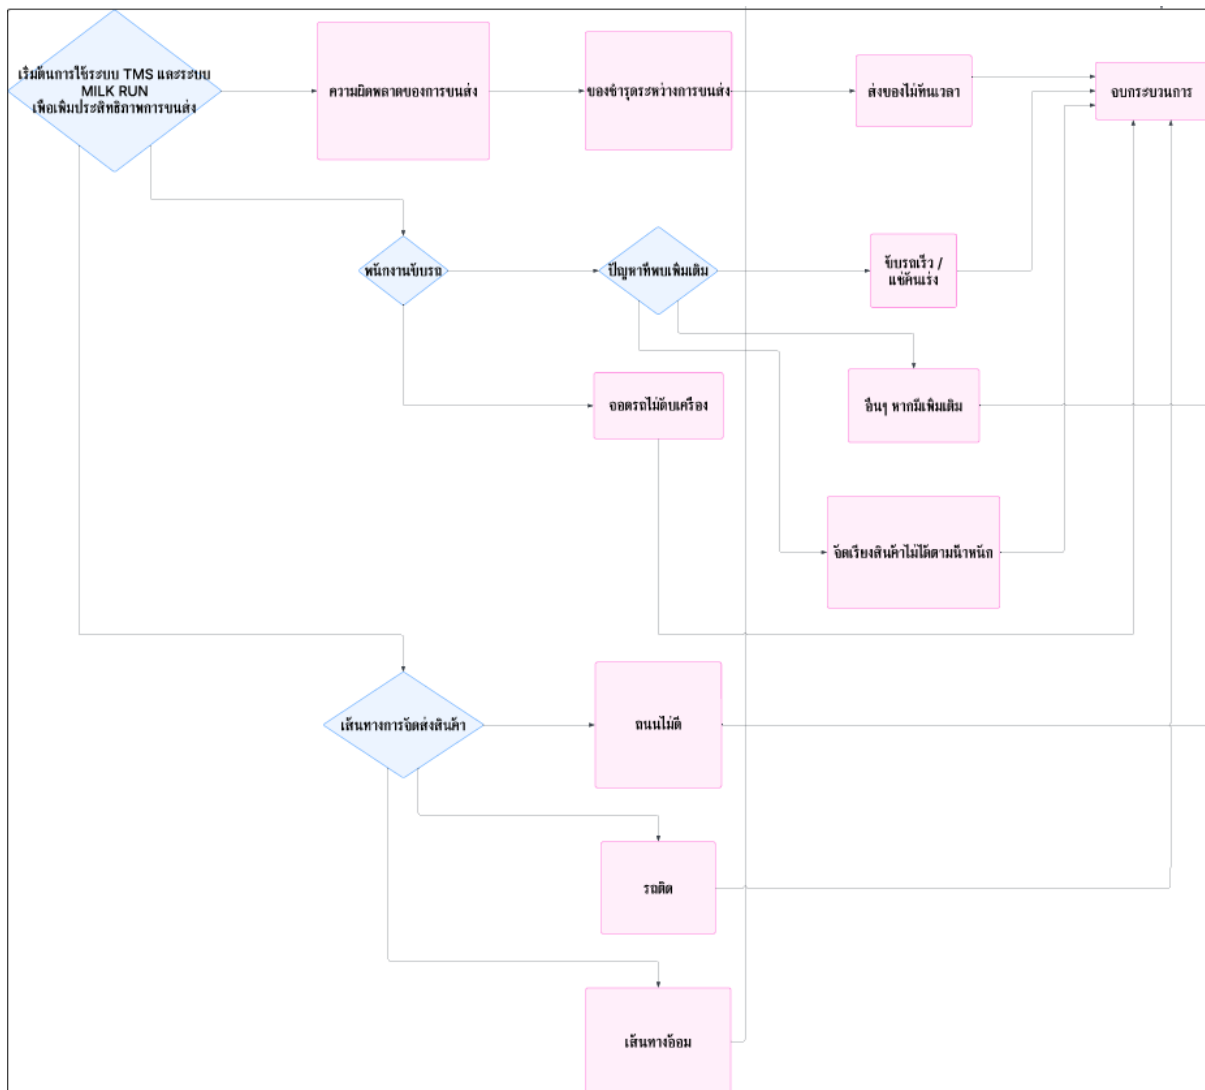 เริ่มต้นการใช้ระบบ TMS และระบบ
MILK RUN
เพื่อเพิ่มประสิทธิภาพการขนส่ง
ความผิดพลาดของการขนส่ง
ของชำรุดระหว่างการขนส่ง
ส่งของไม่ทันเวลา
จบกระบวนการ
พนักงานขับรถ
ปัญหาที่พบเพิ่มเติม
ขับรถเร็ว /
แช่คันเร่ง
จอดรถไม่ดับเครื่อง
อื่นๆ หากมีเพิ่มเติม
จัดเรียงสินค้าไม่ได้ตามน้ำหนัก
เส้นทางการจัดส่งสินค้า
ถนนไม่ดี
รถติด
เส้นทางอ้อม